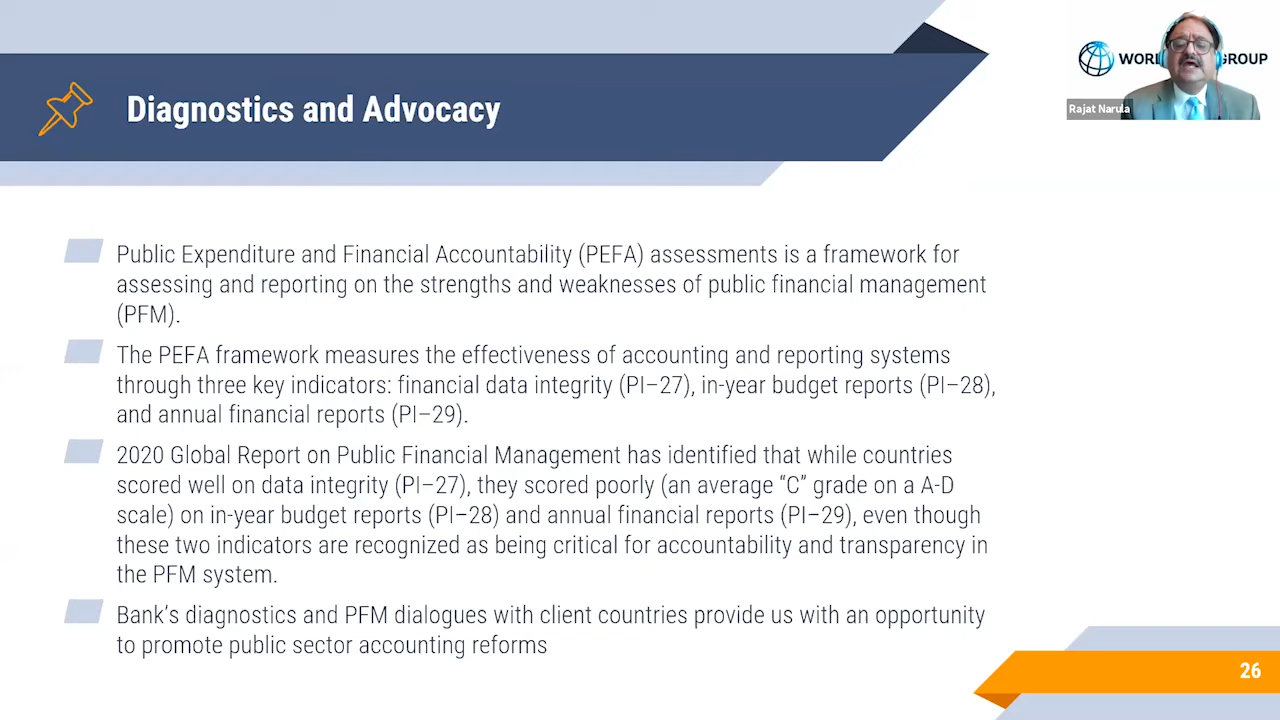 Diagnostics and Advocacy
WORL
GROUP
Rajat Narula
Public Expenditure and Financial Accountability (PEFA) assessments is a framework for
assessing and reporting on the strengths and weaknesses of public financial management
(PFM).
The PEFA framework measures the effectiveness of accounting and reporting systems
through three key indicators: financial data integrity (PI–27), in-year budget reports (PI–28),
and annual financial reports (PI–29).
2020 Global Report on Public Financial Management has identified that while countries
scored well on data integrity (PI–27), they scored poorly (an average “C” grade on a A-D
scale) on in-year budget reports (PI–28) and annual financial reports (PI–29), even though
these two indicators are recognized as being critical for accountability and transparency in
the PFM system.
Bank’s diagnostics and PFM dialogues with client countries provide us with an opportunity
to promote public sector accounting reforms
26